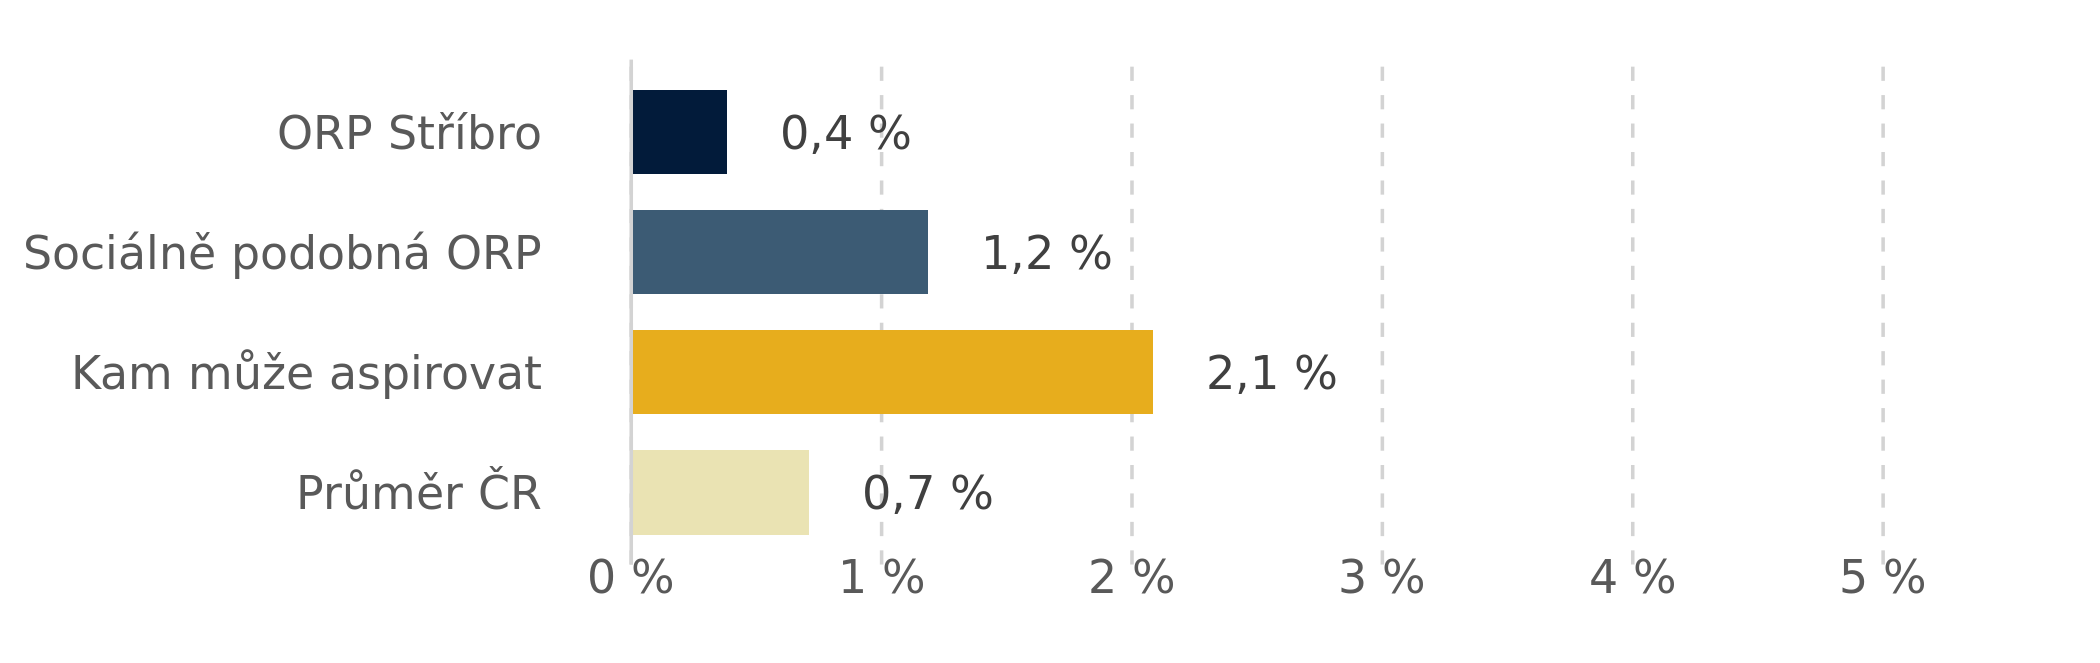 ORP Stříbro 0,4 %
Sociálně podobná ORP 1,2 %
Kam může aspirovat 2,1 %
Průměr ČR 0,7 %
0 % 1 % 2 % 3 % 4 % 5 %